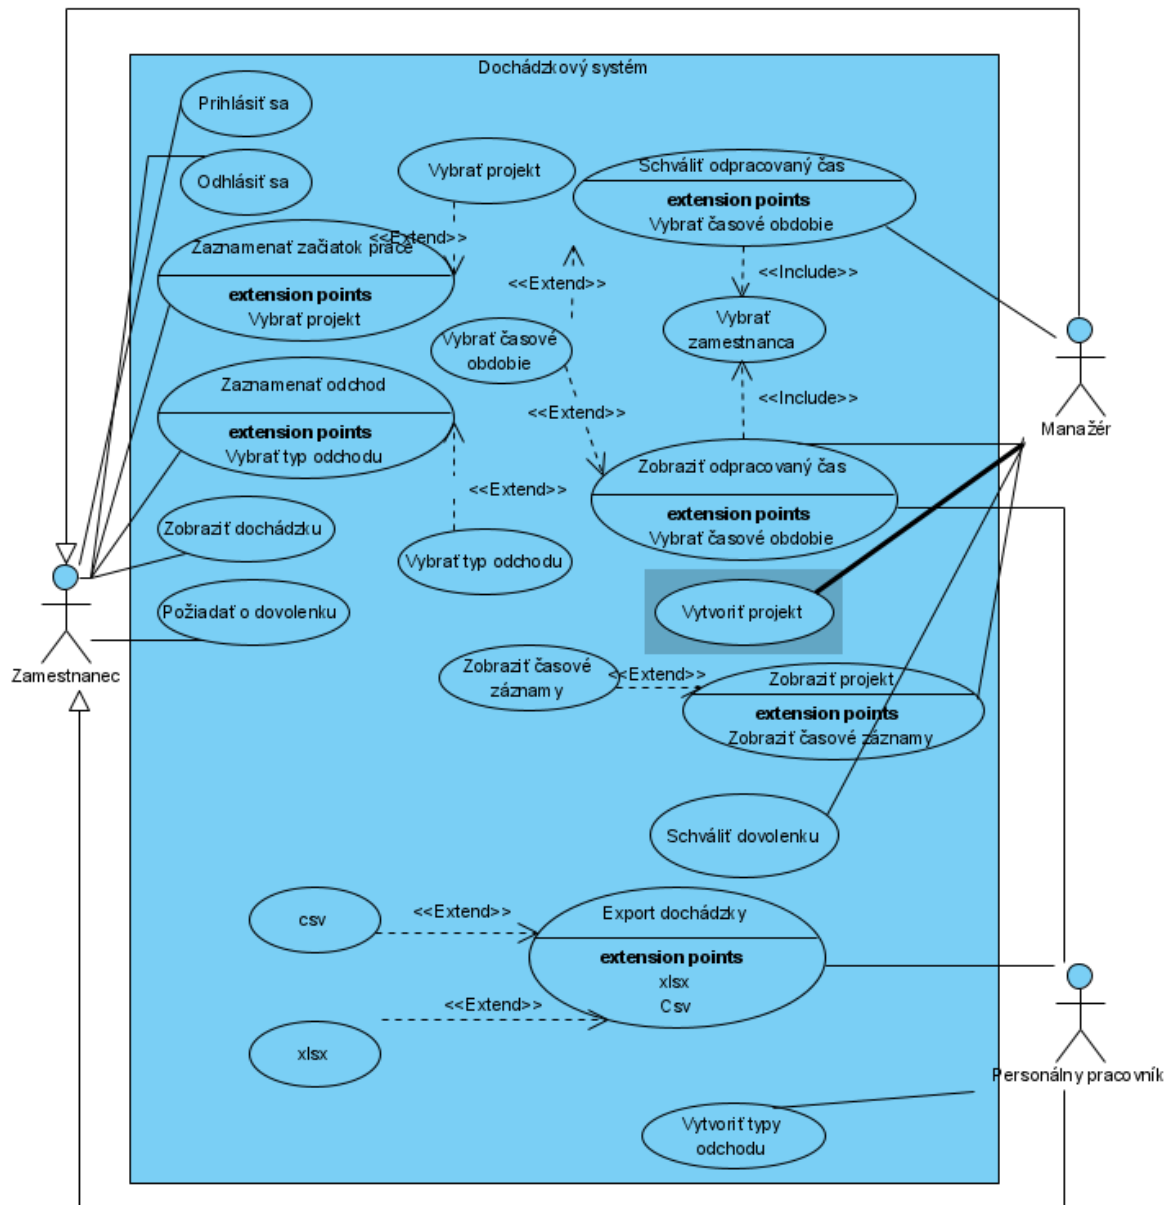 Dochádzkový systém
Prihlásiť sa
Odhlásiť sa
Vybrať projekt
Schváliť odpracovaný čas
extension points
Vybrať časové obdobie
<<Extend>>
Zaznamenať začiatok práce
extension points
Vybrať projekt
<<Extend>>
<<Include>>
Vybrať časové
obdobie
Vybrať
zamestnanca
Zaznamenať odchod
extension points
Vybrať typ odchodu
<<Extend>>
<<Include>>
Manažér
Zobraziť odpracovaný čas
extension points
Vybrať časové obdobie
<<Extend>>
Zobraziť dochádzku
Vybrať typ odchodu
Požiadať o dovolenku
Vytvoriť projekt
Zamestnanec
Zobraziť časové
záznamy
<<Extend>>
Zobraziť projekt
extension points
Zobraziť časové záznamy
Schváliť dovolenku
csv
<<Extend>>
Export dochádzky
extension points
xlsx
Csv
<<Extend>>
xlsx
Personálny pracovník
Vytvoriť typy
odchodu